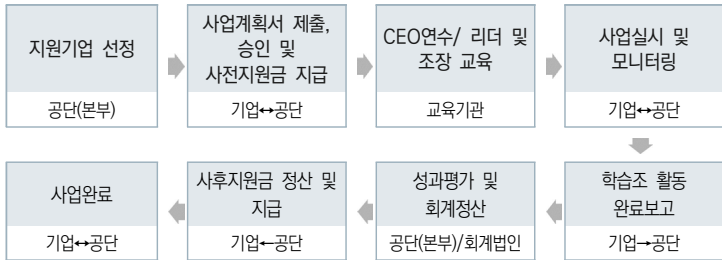 지원기업 선정
공단(본부)
사업계획서 제출,
승인 및
사전지원금 지급
기업↔공단
CEO연수/ 리더 및
조장 교육
교육기관
사업실시 및
모니터링
기업↔공단
학습조 활동
완료보고
기업→공단
성과평가 및
회계정산
공단(본부)/회계법인
사후지원금 정산 및
지급
기업←공단
사업완료
기업↔공단